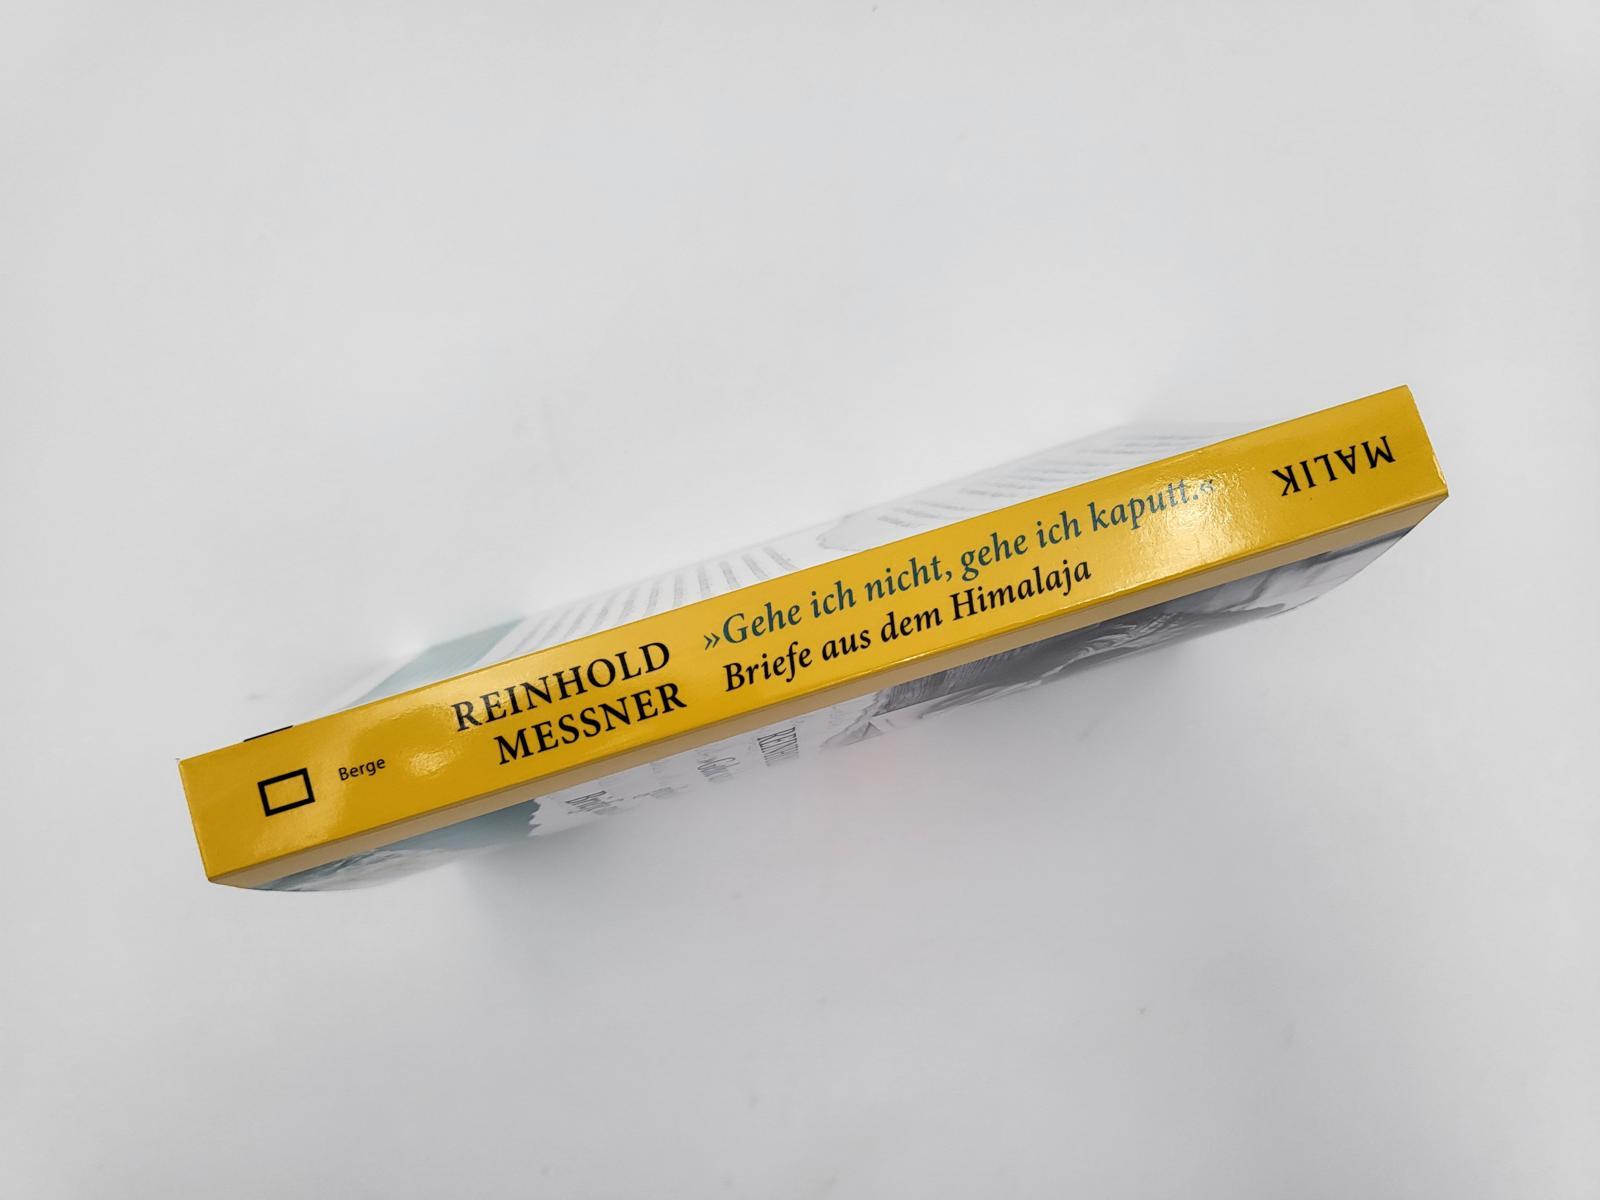 Berge
REINHOLD
MESSNER
»Gehe ich nicht, gehe ich kaputt.«
Briefe aus dem Himalaja
MALIK